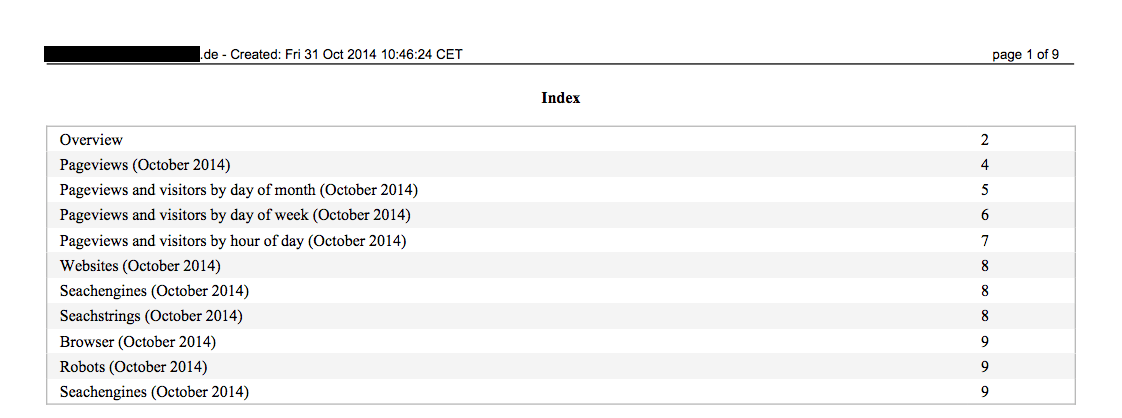 .de - Created: Fri 31 Oct 2014 10:46:24 CET page 1 of 9
Index
Overview 2
Pageviews (October 2014) 4
Pageviews and visitors by day of month (October 2014) 5
Pageviews and visitors by day of week (October 2014) 6
Pageviews and visitors by hour of day (October 2014) 7
Websites (October 2014) 8
Seachengines (October 2014) 8
Seachstrings (October 2014) 8
Browser (October 2014) 9
Robots (October 2014) 9
Seachengines (October 2014) 9